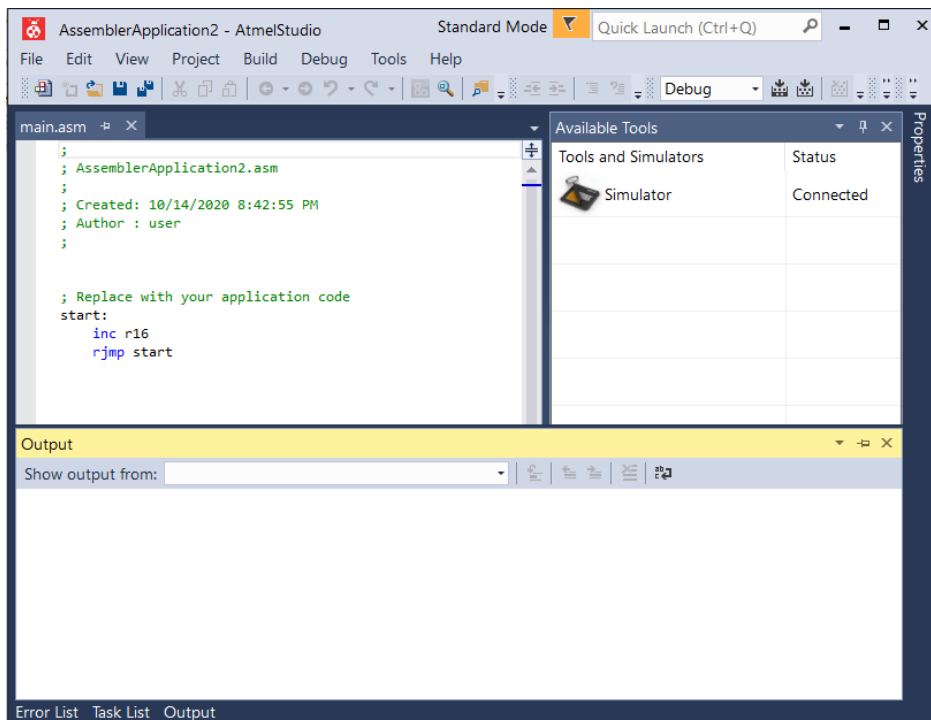 AssemblerApplication2 - AtmelStudio
Standard Mode
Quick Launch (Ctrl+Q)
File Edit View Project Build Debug Tools Help
Debug
main.asm
Available Tools
Properties
;
; AssemblerApplication2.asm
;
; Created: 10/14/2020 8:42:55 PM
; Author : user
;
; Replace with your application code
start:
inc r16
rjmp start
Tools and Simulators Status
Simulator Connected
Output
Show output from:
Error List Task List Output